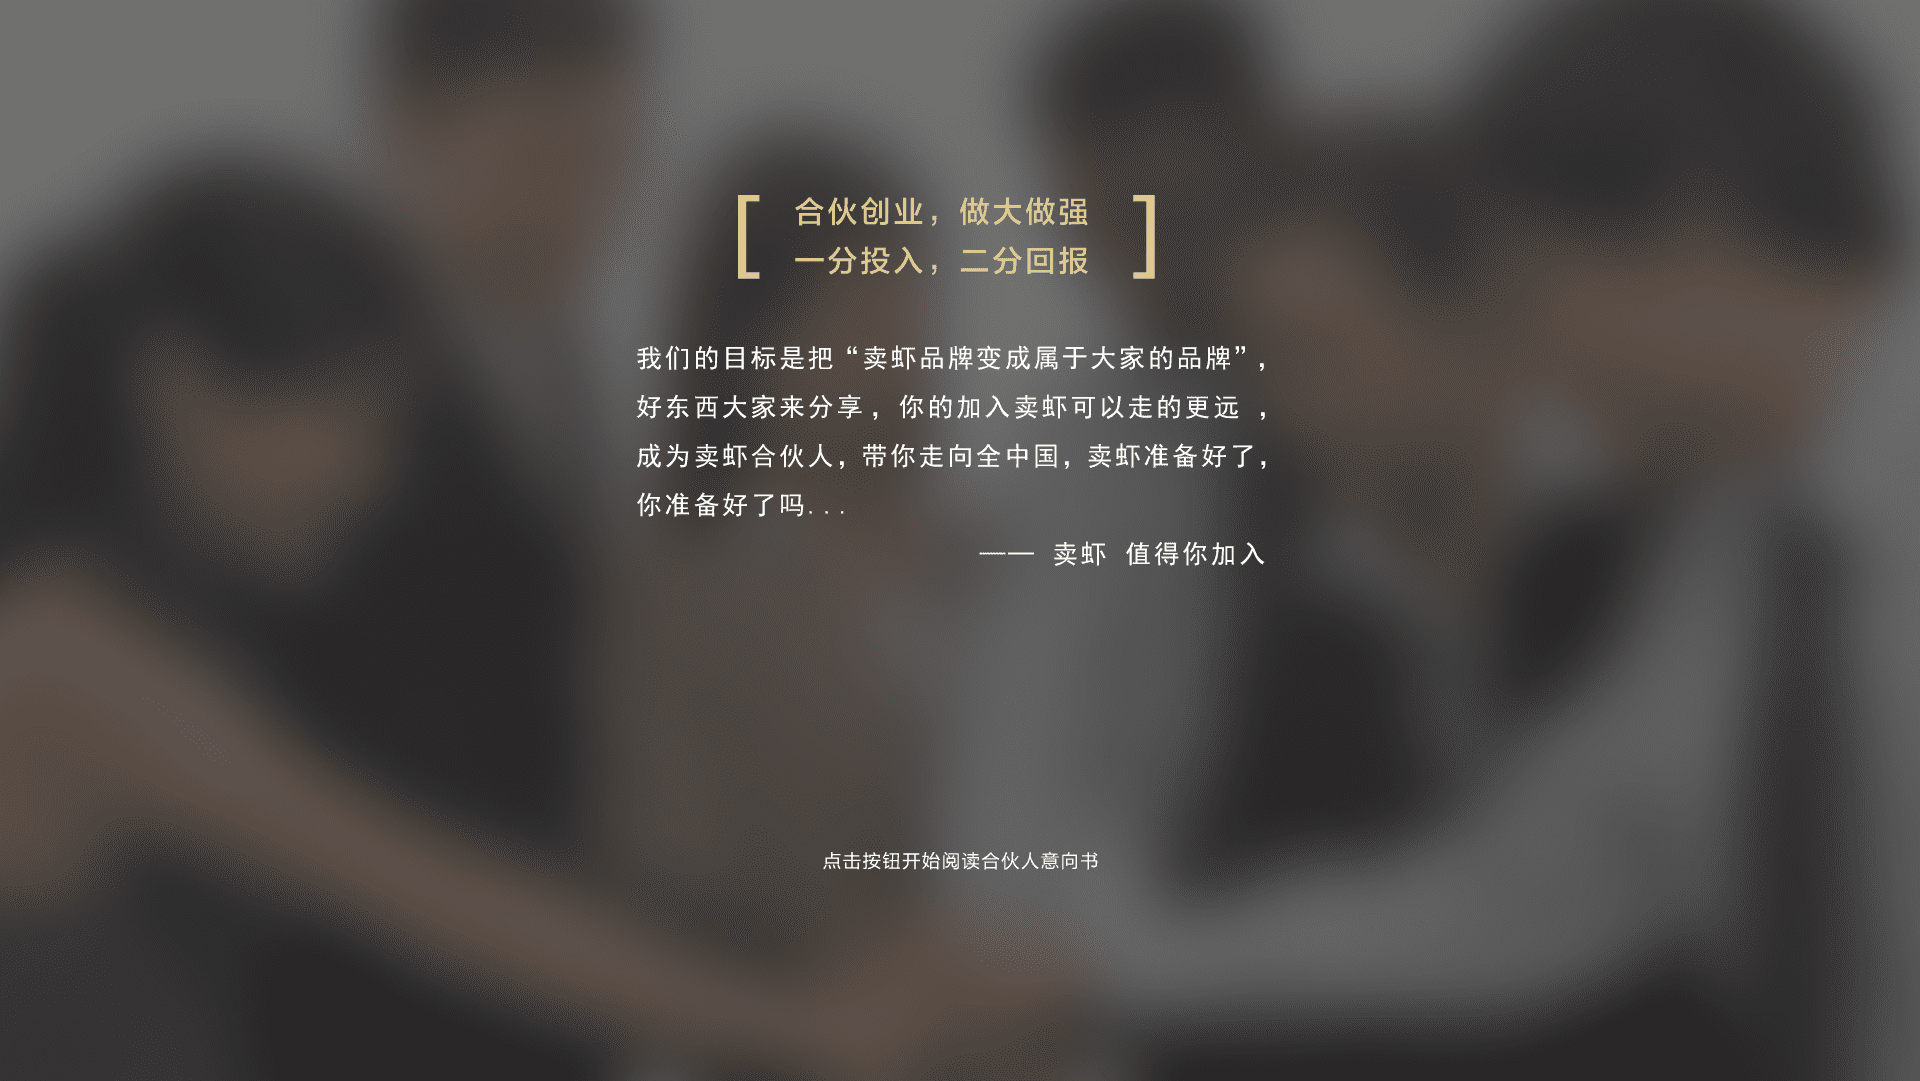 合伙创业，做大做强
一分投入，二分回报
我们的目标是把“卖虾品牌变成属于大家的品牌”，
好东西大家来分享，你的加入卖虾可以走的更远 ，
成为卖虾合伙人，带你走向全中国，卖虾准备好了，
你准备好了吗...
—— 卖虾 值得你加入
点击按钮开始阅读合伙人意向书